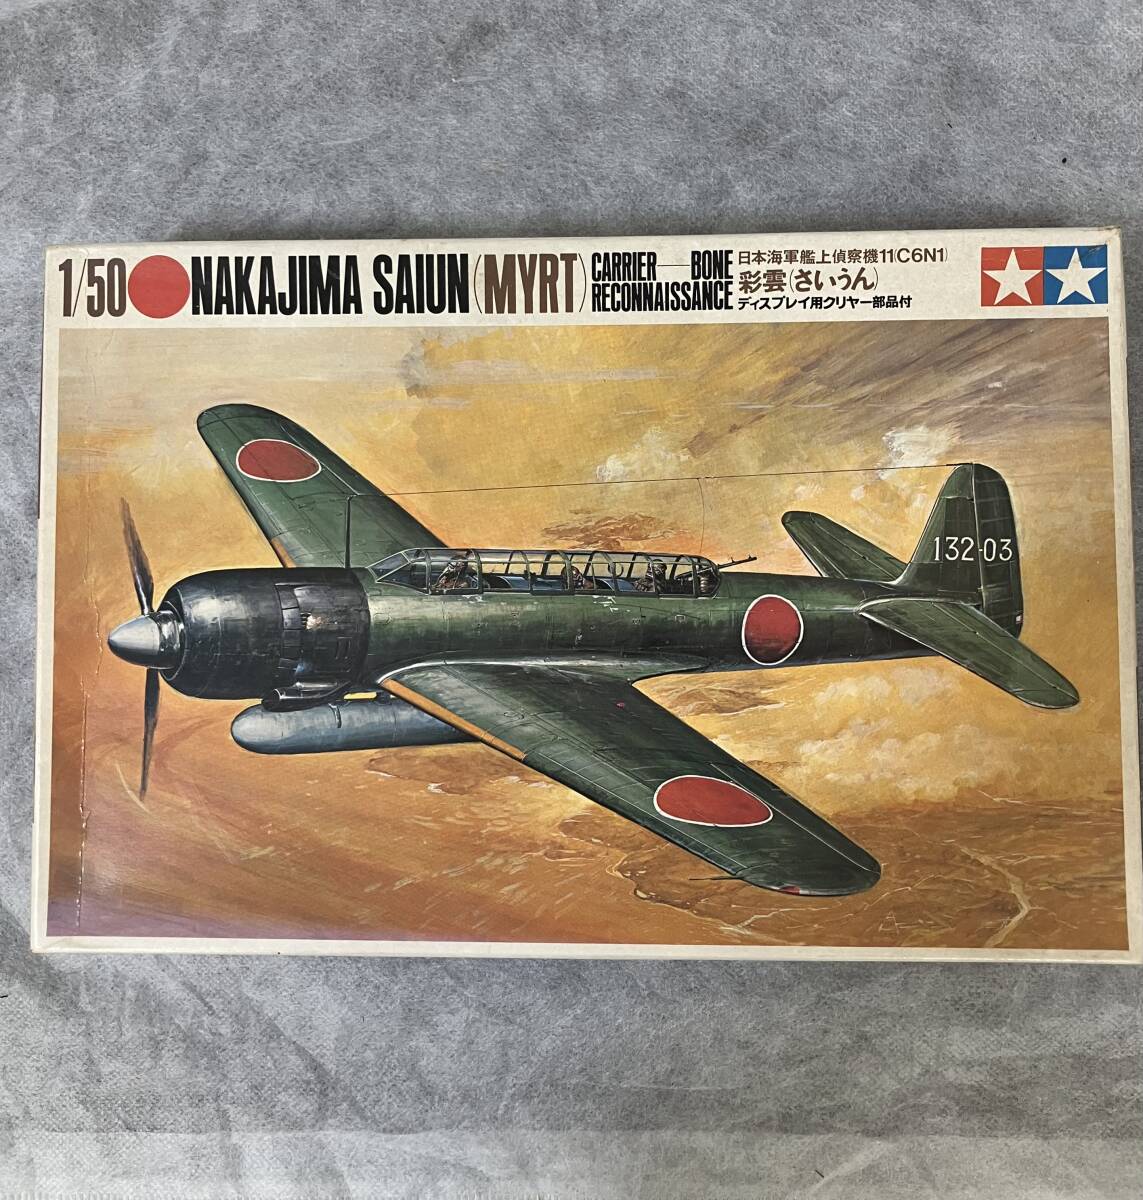 1/50 NAKAJIMA SAIUN (MYRT)
CARRIER—BONE
RECONNAISSANCE
日本海軍艦上偵察機11(C6N1)
彩雲(さいうん)
ディスプレイ用クリヤー部品付
132-03